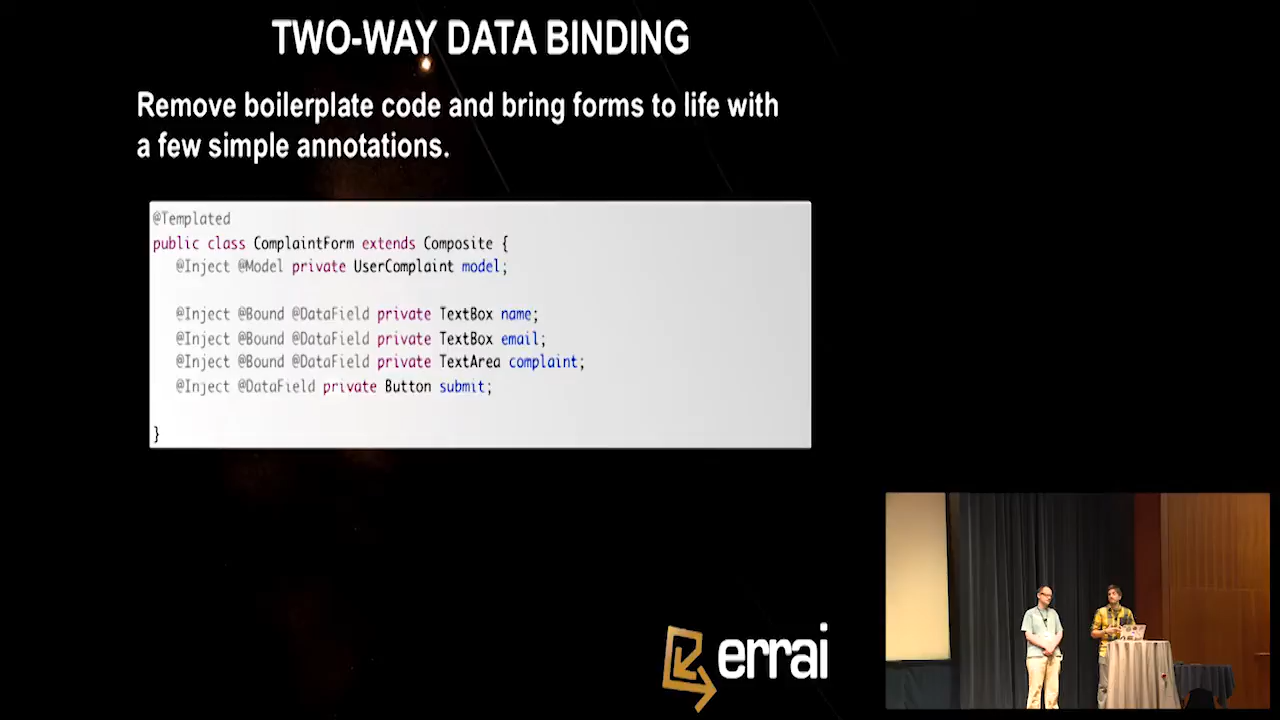 TWO-WAY DATA BINDING
Remove boilerplate code and bring forms to life with
a few simple annotations.
@Templated
public class ComplaintForm extends Composite {
@Inject @Model private UserComplaint model;
@Inject @Bound @DataField private TextBox name;
@Inject @Bound @DataField private TextBox email;
@Inject @Bound @DataField private TextArea complaint;
@Inject @DataField private Button submit;
}
errai